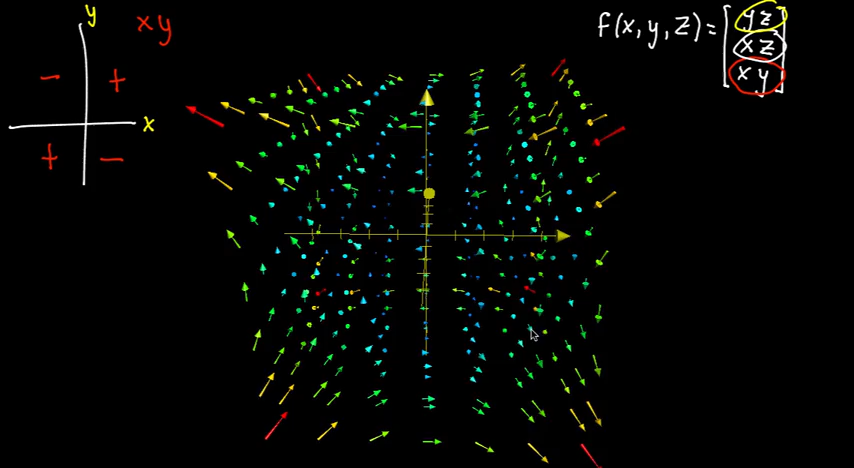 y
xy
- +
x
+ -
f(x, y, z) = [yz
xz
xy]